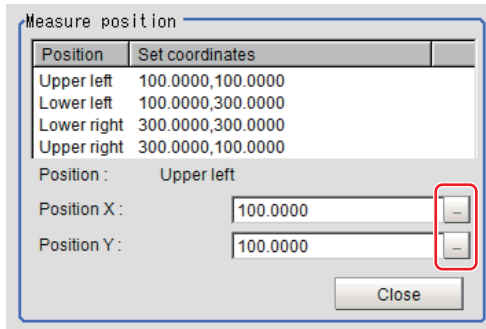 Measure position
Position Set coordinates
Upper left 100.0000,100.0000
Lower left 100.0000,300.0000
Lower right 300.0000,300.0000
Upper right 300.0000,100.0000
Position : Upper left
Position X : 100.0000 ...
Position Y : 100.0000 ...
Close